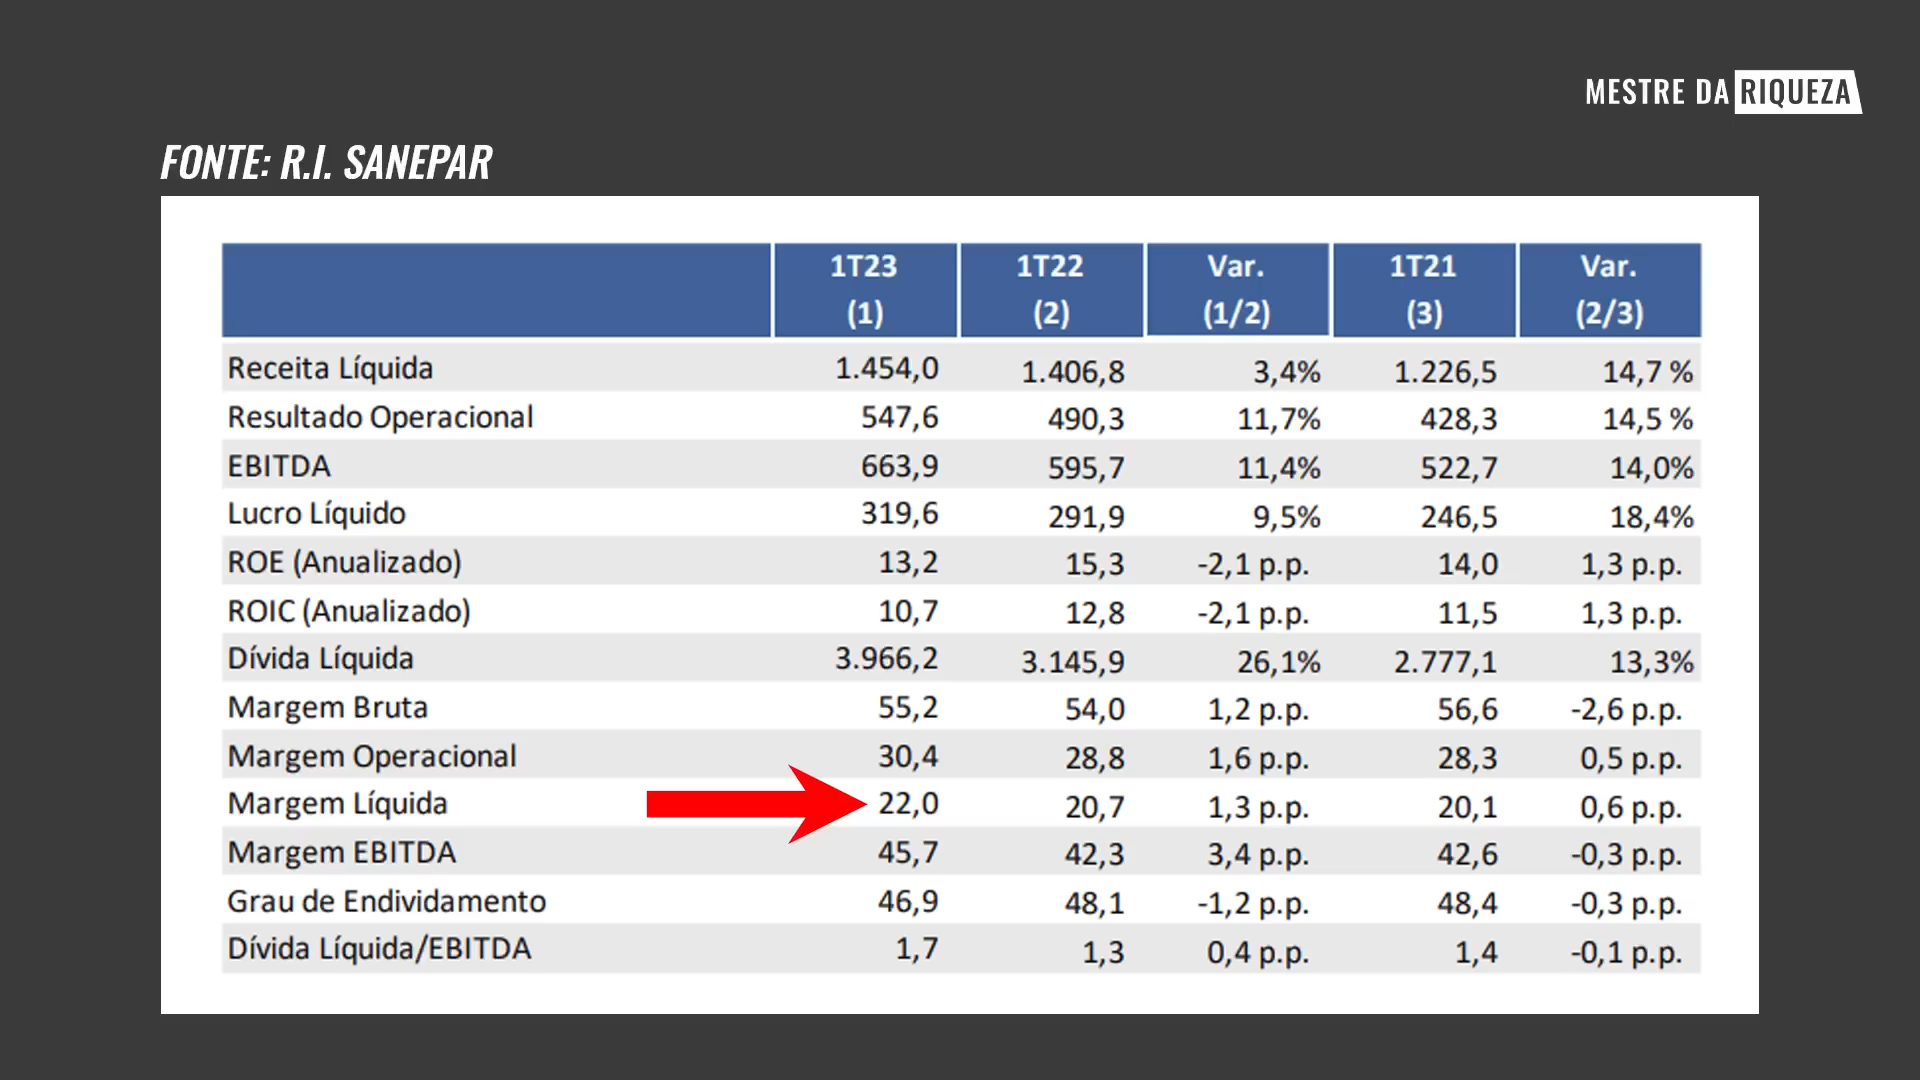 MESTRE DA RIQUEZA
FONTE: R.I. SANEPAR
1T23 1T22 Var. 1T21 Var.
(1) (2) (1/2) (3) (2/3)
Receita Líquida 1.454,0 1.406,8 3,4% 1.226,5 14,7 %
Resultado Operacional 547,6 490,3 11,7% 428,3 14,5 %
EBITDA 663,9 595,7 11,4% 522,7 14,0%
Lucro Líquido 319,6 291,9 9,5% 246,5 18,4%
ROE (Anualizado) 13,2 15,3 -2,1 p.p. 14,0 1,3 p.p.
ROIC (Anualizado) 10,7 12,8 -2,1 p.p. 11,5 1,3 p.p.
Dívida Líquida 3.966,2 3.145,9 26,1% 2.777,1 13,3%
Margem Bruta 55,2 54,0 1,2 p.p. 56,6 -2,6 p.p.
Margem Operacional 30,4 28,8 1,6 p.p. 28,3 0,5 p.p.
Margem Líquida 22,0 20,7 1,3 p.p. 20,1 0,6 p.p.
Margem EBITDA 45,7 42,3 3,4 p.p. 42,6 -0,3 p.p.
Grau de Endividamento 46,9 48,1 -1,2 p.p. 48,4 -0,3 p.p.
Dívida Líquida/EBITDA 1,7 1,3 0,4 p.p. 1,4 -0,1 p.p.